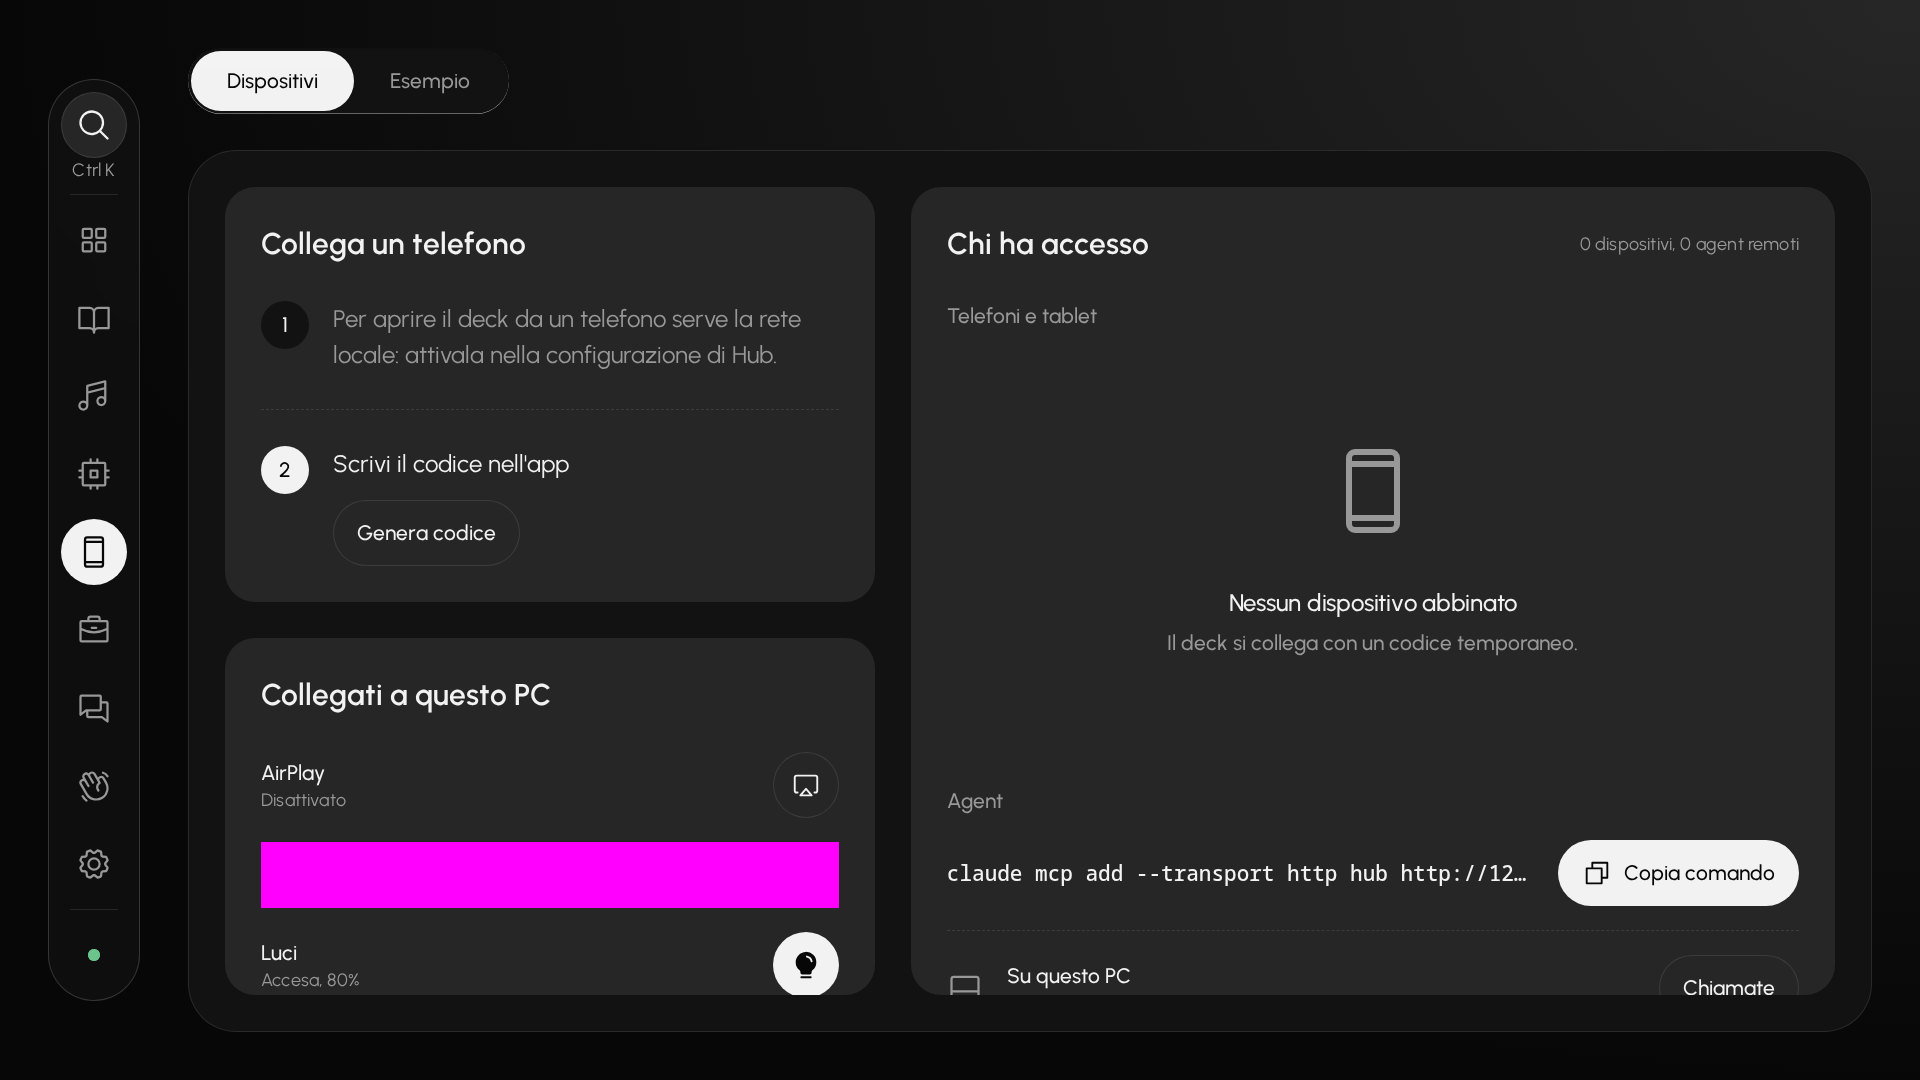 Dispositivi
Esempio
Ctrl K
Collega un telefono
1
Per aprire il deck da un telefono serve la rete
locale: attivala nella configurazione di Hub.
2
Scrivi il codice nell'app
Genera codice
Collegati a questo PC
AirPlay
Disattivato
Luci
Accesa, 80%
Chi ha accesso
0 dispositivi, 0 agent remoti
Telefoni e tablet
Nessun dispositivo abbinato
Il deck si collega con un codice temporaneo.
Agent
claude mcp add --transport http hub http://12…
Copia comando
Su questo PC
Chiamate